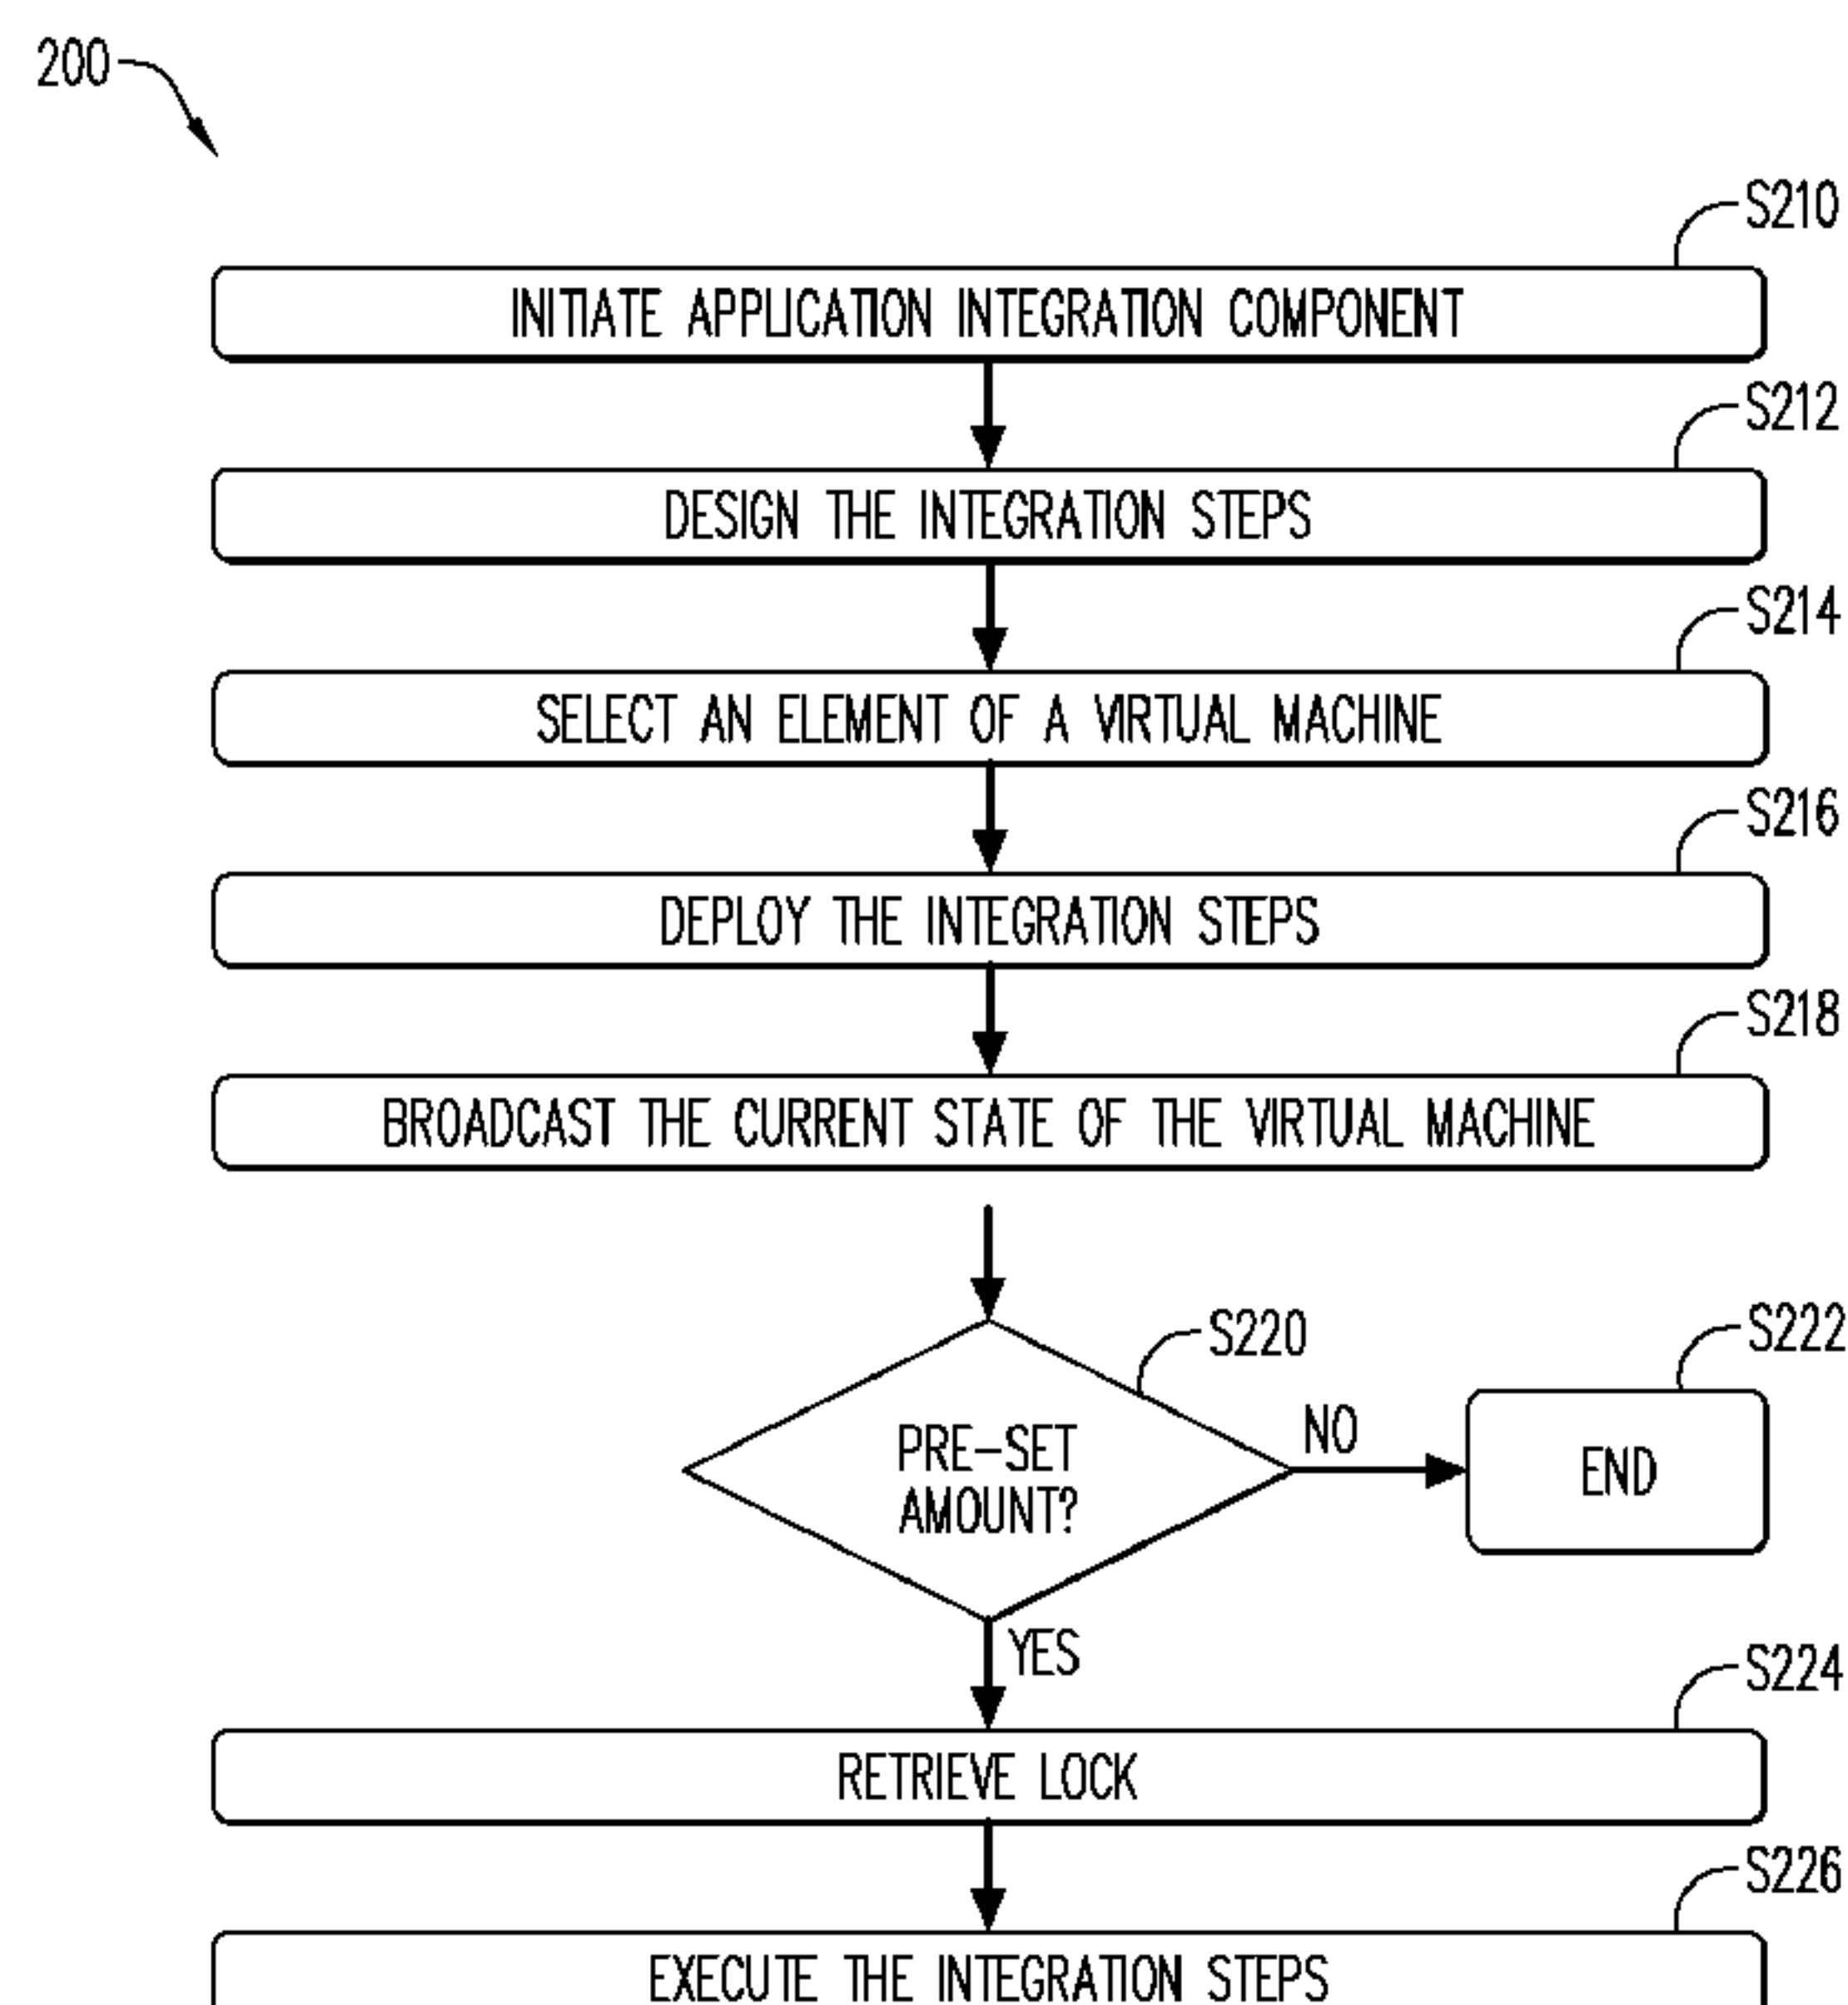 200
S210
INITIATE APPLICATION INTEGRATION COMPONENT
S212
DESIGN THE INTEGRATION STEPS
S214
SELECT AN ELEMENT OF A VIRTUAL MACHINE
S216
DEPLOY THE INTEGRATION STEPS
S218
BROADCAST THE CURRENT STATE OF THE VIRTUAL MACHINE
S220
S222
PRE-SET
AMOUNT?
NO
END
YES
S224
RETRIEVE LOCK
S226
EXECUTE THE INTEGRATION STEPS